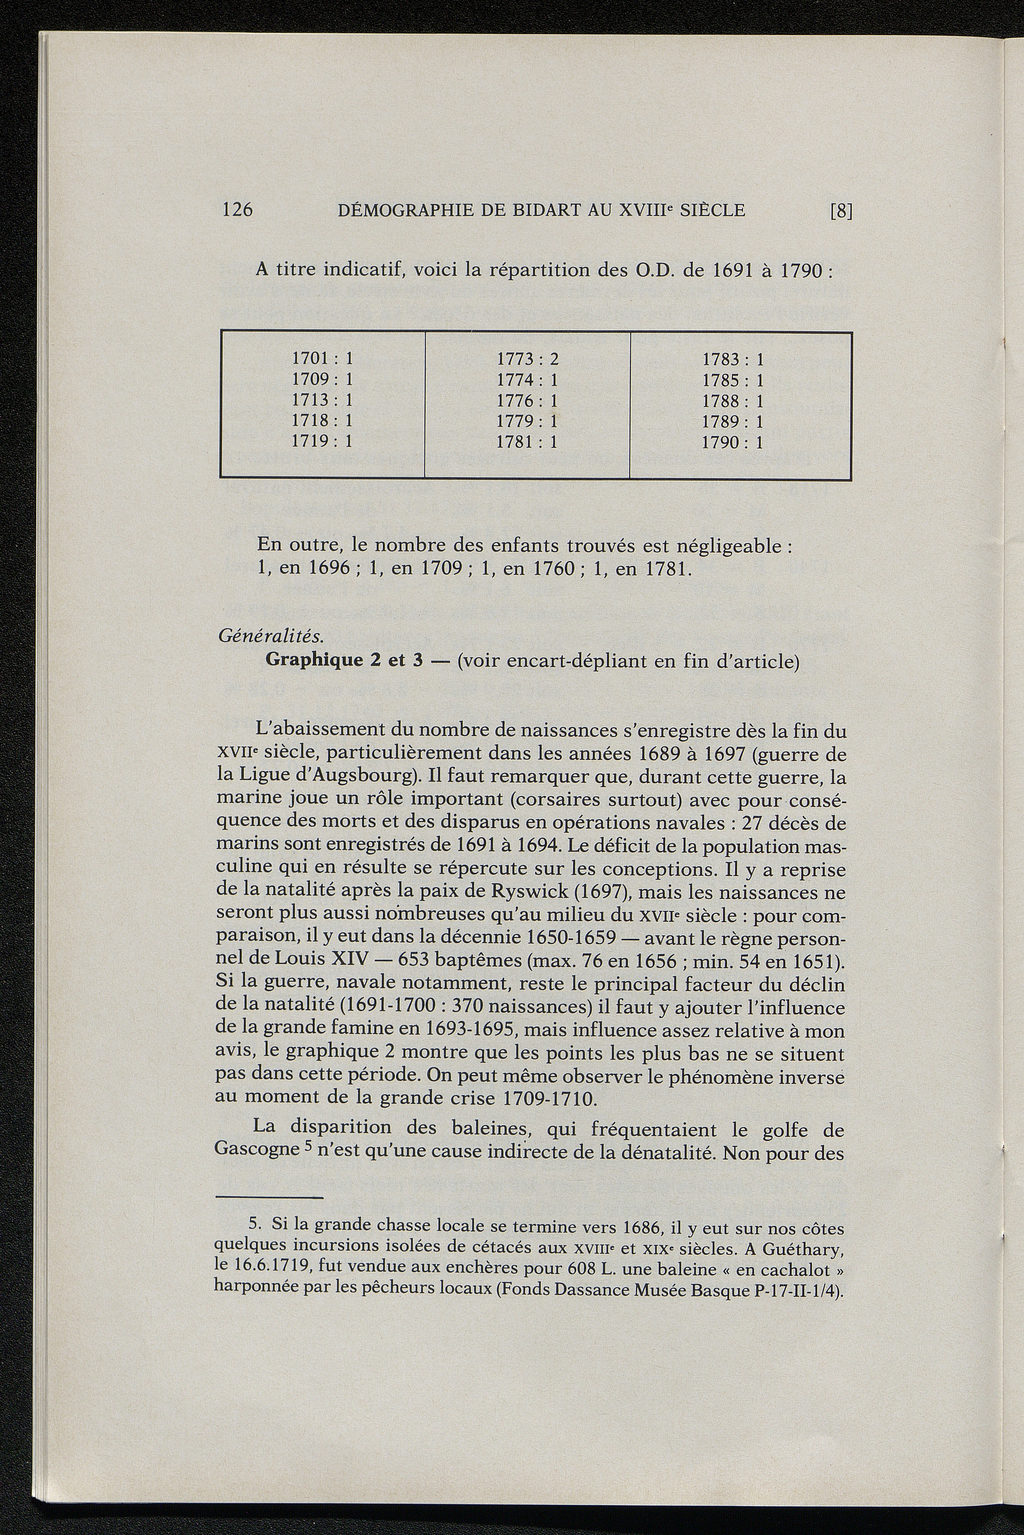 126 DÉMOGRAPHIE DE BIDART AU XVIIIe SIÈCLE [8]
A titre indicatif, voici la répartition des O.D. de 1691 à 1790 :
1701 : 1 1773 : 2 1783 : 1
1709 : 1 1774 : 1 1785 : 1
1713 : 1 1776 : 1 1788 : 1
1718 : 1 1779 : 1 1789 : 1
1719 : 1 1781 : 1 1790 : 1
En outre, le nombre des enfants trouvés est négligeable :
1, en 1696 ; 1, en 1709 ; 1, en 1760 ; 1, en 1781.
Généralités.
Graphique 2 et 3 — (voir encart-dépliant en fin d'article)
L'abaissement du nombre de naissances s'enregistre dès la fin du
XVIIe siècle, particulièrement dans les années 1689 à 1697 (guerre de
la Ligue d'Augsbourg). Il faut remarquer que, durant cette guerre, la
marine joue un rôle important (corsaires surtout) avec pour consé-
quence des morts et des disparus en opérations navales : 27 décès de
marins sont enregistrés de 1691 à 1694. Le déficit de la population mas-
culine qui en résulte se répercute sur les conceptions. Il y a reprise
de la natalité après la paix de Ryswick (1697), mais les naissances ne
seront plus aussi nombreuses qu'au milieu du XVIIe siècle : pour com-
paraison, il y eut dans la décennie 1650-1659 — avant le règne person-
nel de Louis XIV — 653 baptêmes (max. 76 en 1656 ; min. 54 en 1651).
Si la guerre, navale notamment, reste le principal facteur du déclin
de la natalité (1691-1700 : 370 naissances) il faut y ajouter l'influence
de la grande famine en 1693-1695, mais influence assez relative à mon
avis, le graphique 2 montre que les points les plus bas ne se situent
pas dans cette période. On peut même observer le phénomène inverse
au moment de la grande crise 1709-1710.
La disparition des baleines, qui fréquentaient le golfe de
Gascogne 5 n'est qu'une cause indirecte de la dénatalité. Non pour des
5. Si la grande chasse locale se termine vers 1686, il y eut sur nos côtes
quelques incursions isolées de cétacés aux XVIIIe et XIXe siècles. A Guéthary,
le 16.6.1719, fut vendue aux enchères pour 608 L. une baleine « en cachalot »
harponnée par les pêcheurs locaux (Fonds Dassance Musée Basque P-17-II-1/4).